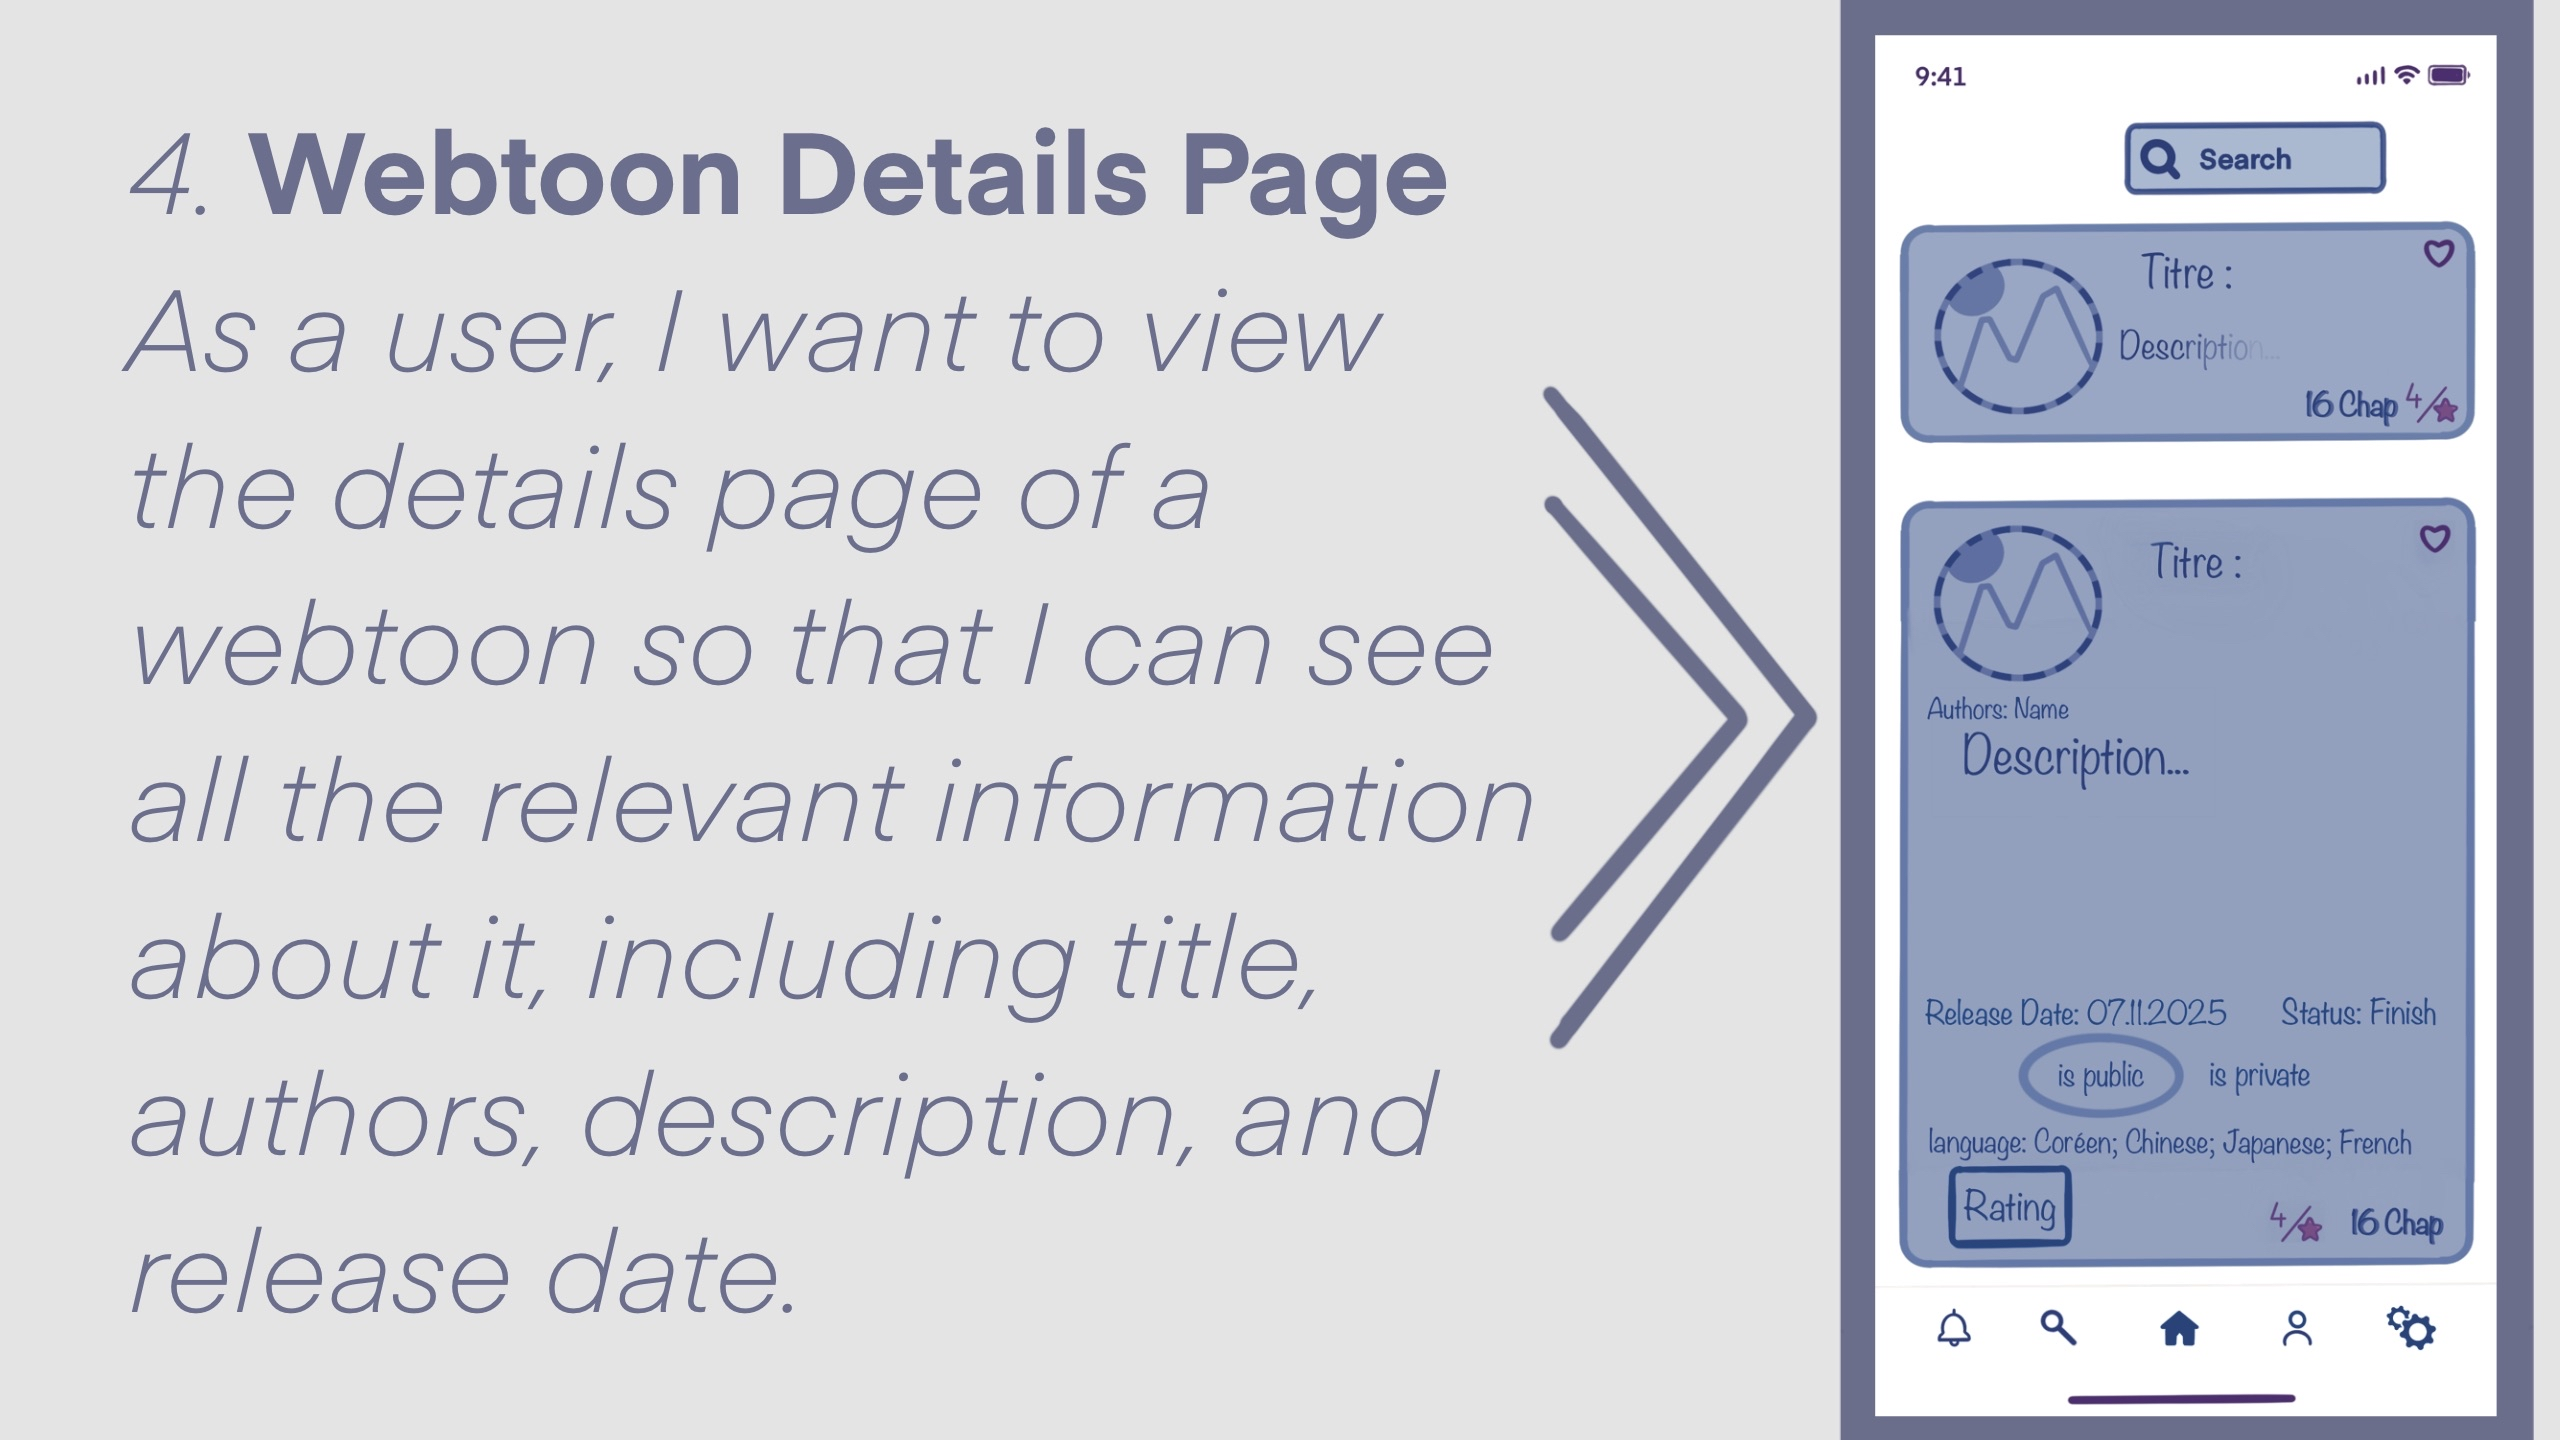 4. Webtoon Details Page
As a user, I want to view
the details page of a
webtoon so that I can see
all the relevant information
about it, including title,
authors, description, and
release date.
9:41
Search
Titre :
Description...
16 Chap 4/
Titre :
Authors: Name
Description...
Release Date: 07.11.2025 Status: Finish
is public is private
language: Coréen; Chinese; Japanese; French
Rating 4/ 16 Chap